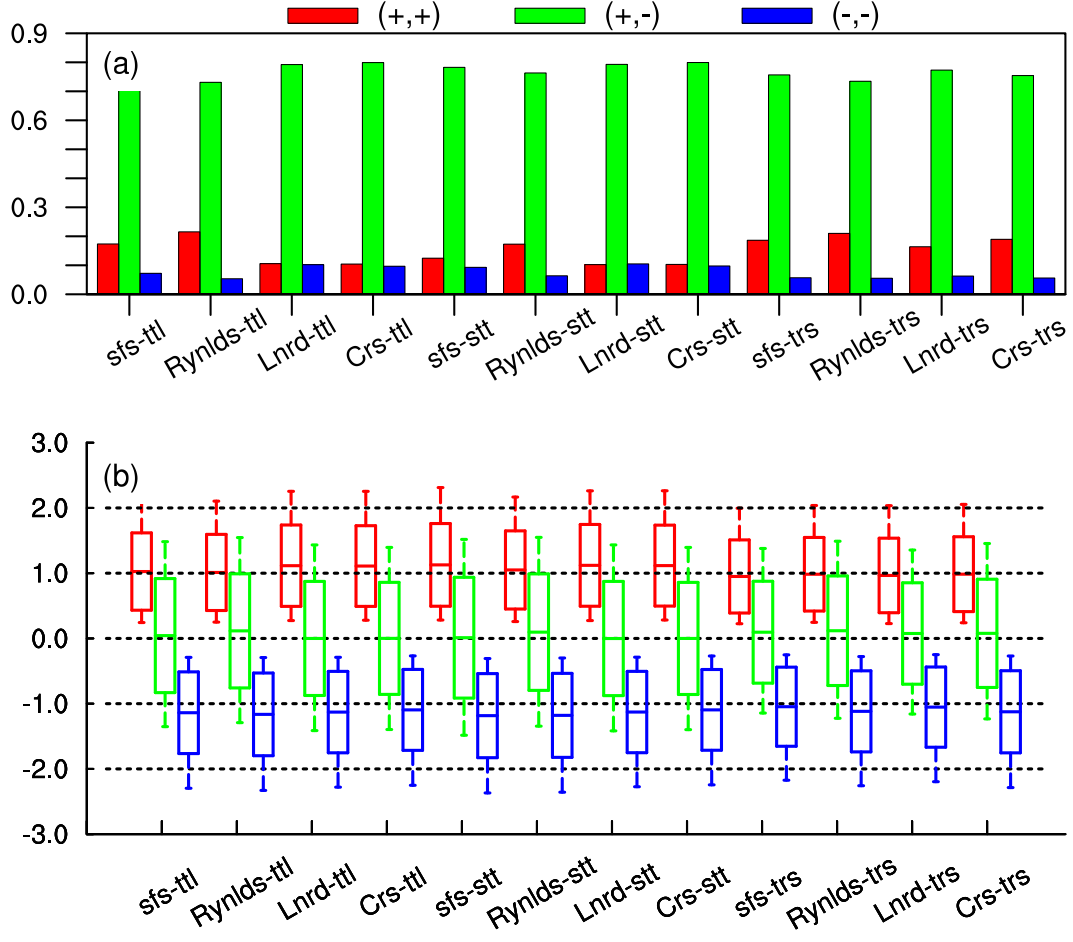 (+,+) (+,-) (-,-)
(a)
0.9
0.6
0.3
0.0
sfs-ttl Rynlds-ttl Lnrd-ttl Crs-ttl sfs-stt Rynlds-stt Lnrd-stt Crs-stt sfs-trs Rynlds-trs Lnrd-trs Crs-trs
(b)
3.0
2.0
1.0
0.0
-1.0
-2.0
-3.0
sfs-ttl Rynlds-ttl Lnrd-ttl Crs-ttl sfs-stt Rynlds-stt Lnrd-stt Crs-stt sfs-trs Rynlds-trs Lnrd-trs Crs-trs